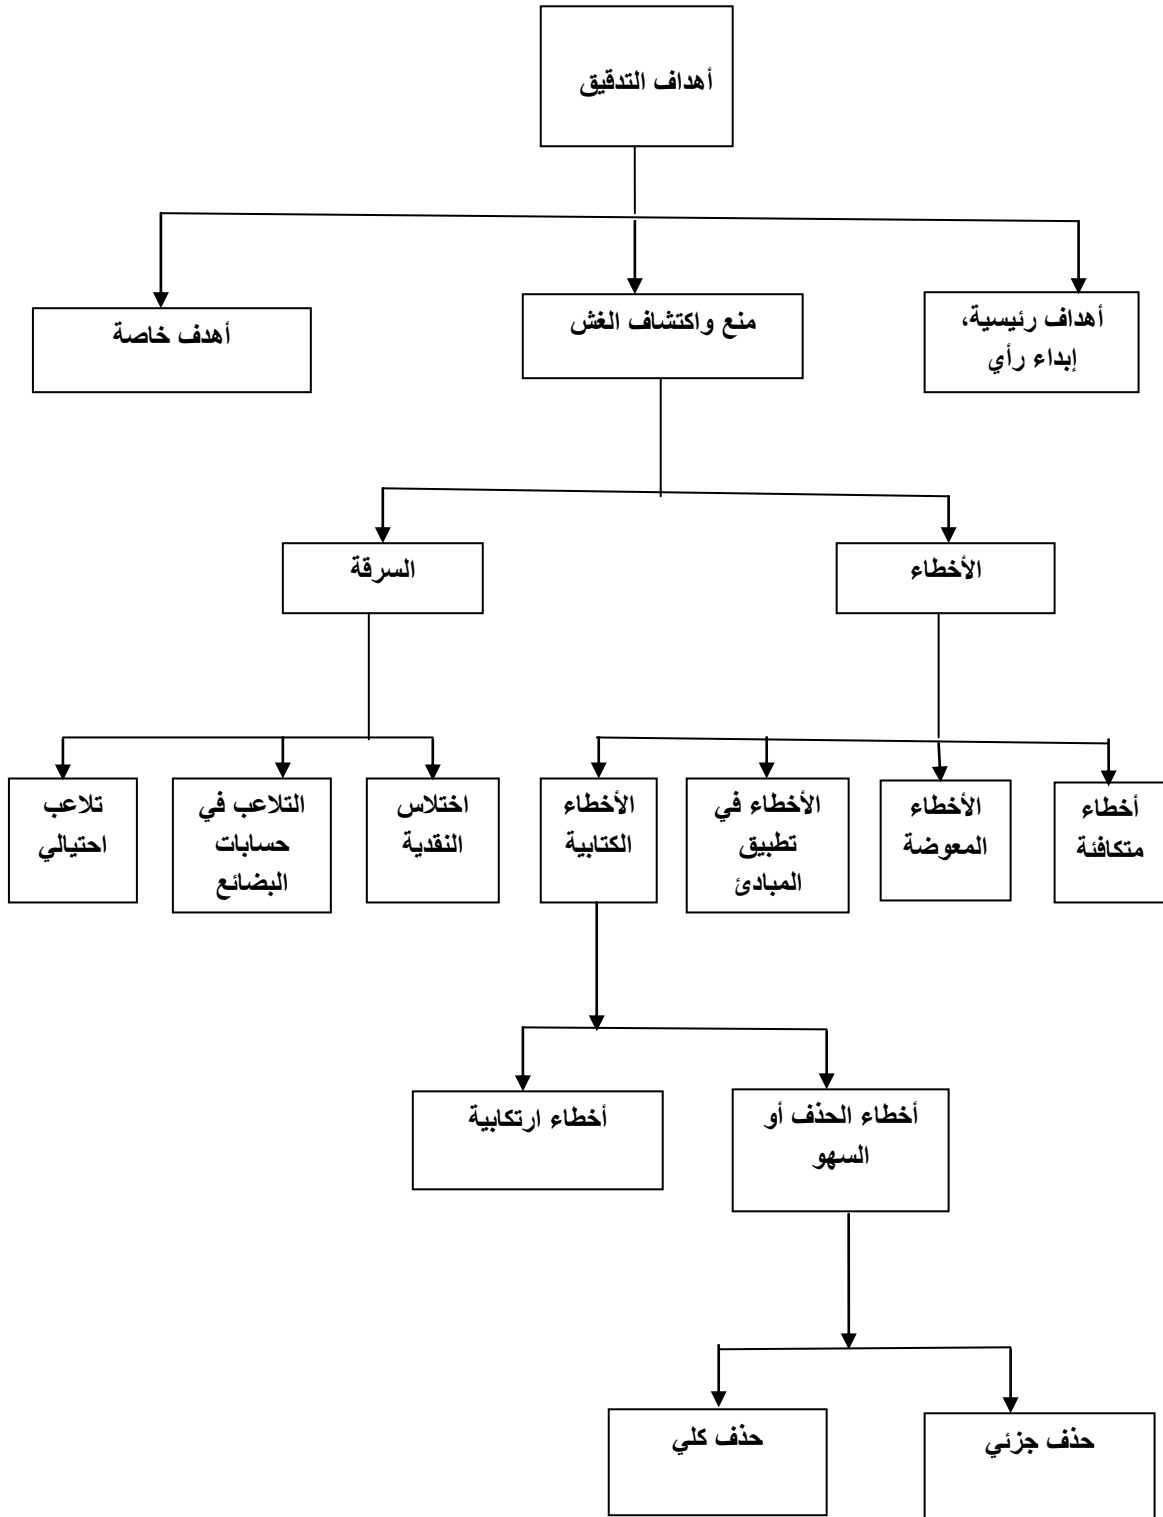 أهداف التدقيق
أهداف رئيسية،
إبداء رأي
منع واكتشاف الغش
أهدف خاصة
الأخطاء
السرقة
أخطاء
متكافئة
الأخطاء
المعوضة
الأخطاء في
تطبيق
المبادئ
الأخطاء
الكتابية
اختلاس
النقدية
التلاعب في
حسابات
البضائع
تلاعب
احتيالي
أخطاء الحذف أو
السهو
أخطاء ارتكابية
حذف جزئي
حذف كلي